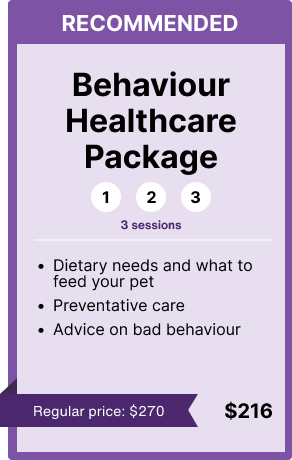 RECOMMENDED
Behaviour
Healthcare
Package
1 2 3
3 sessions
• Dietary needs and what to
feed your pet
• Preventative care
• Advice on bad behaviour
Regular price: $270 $216